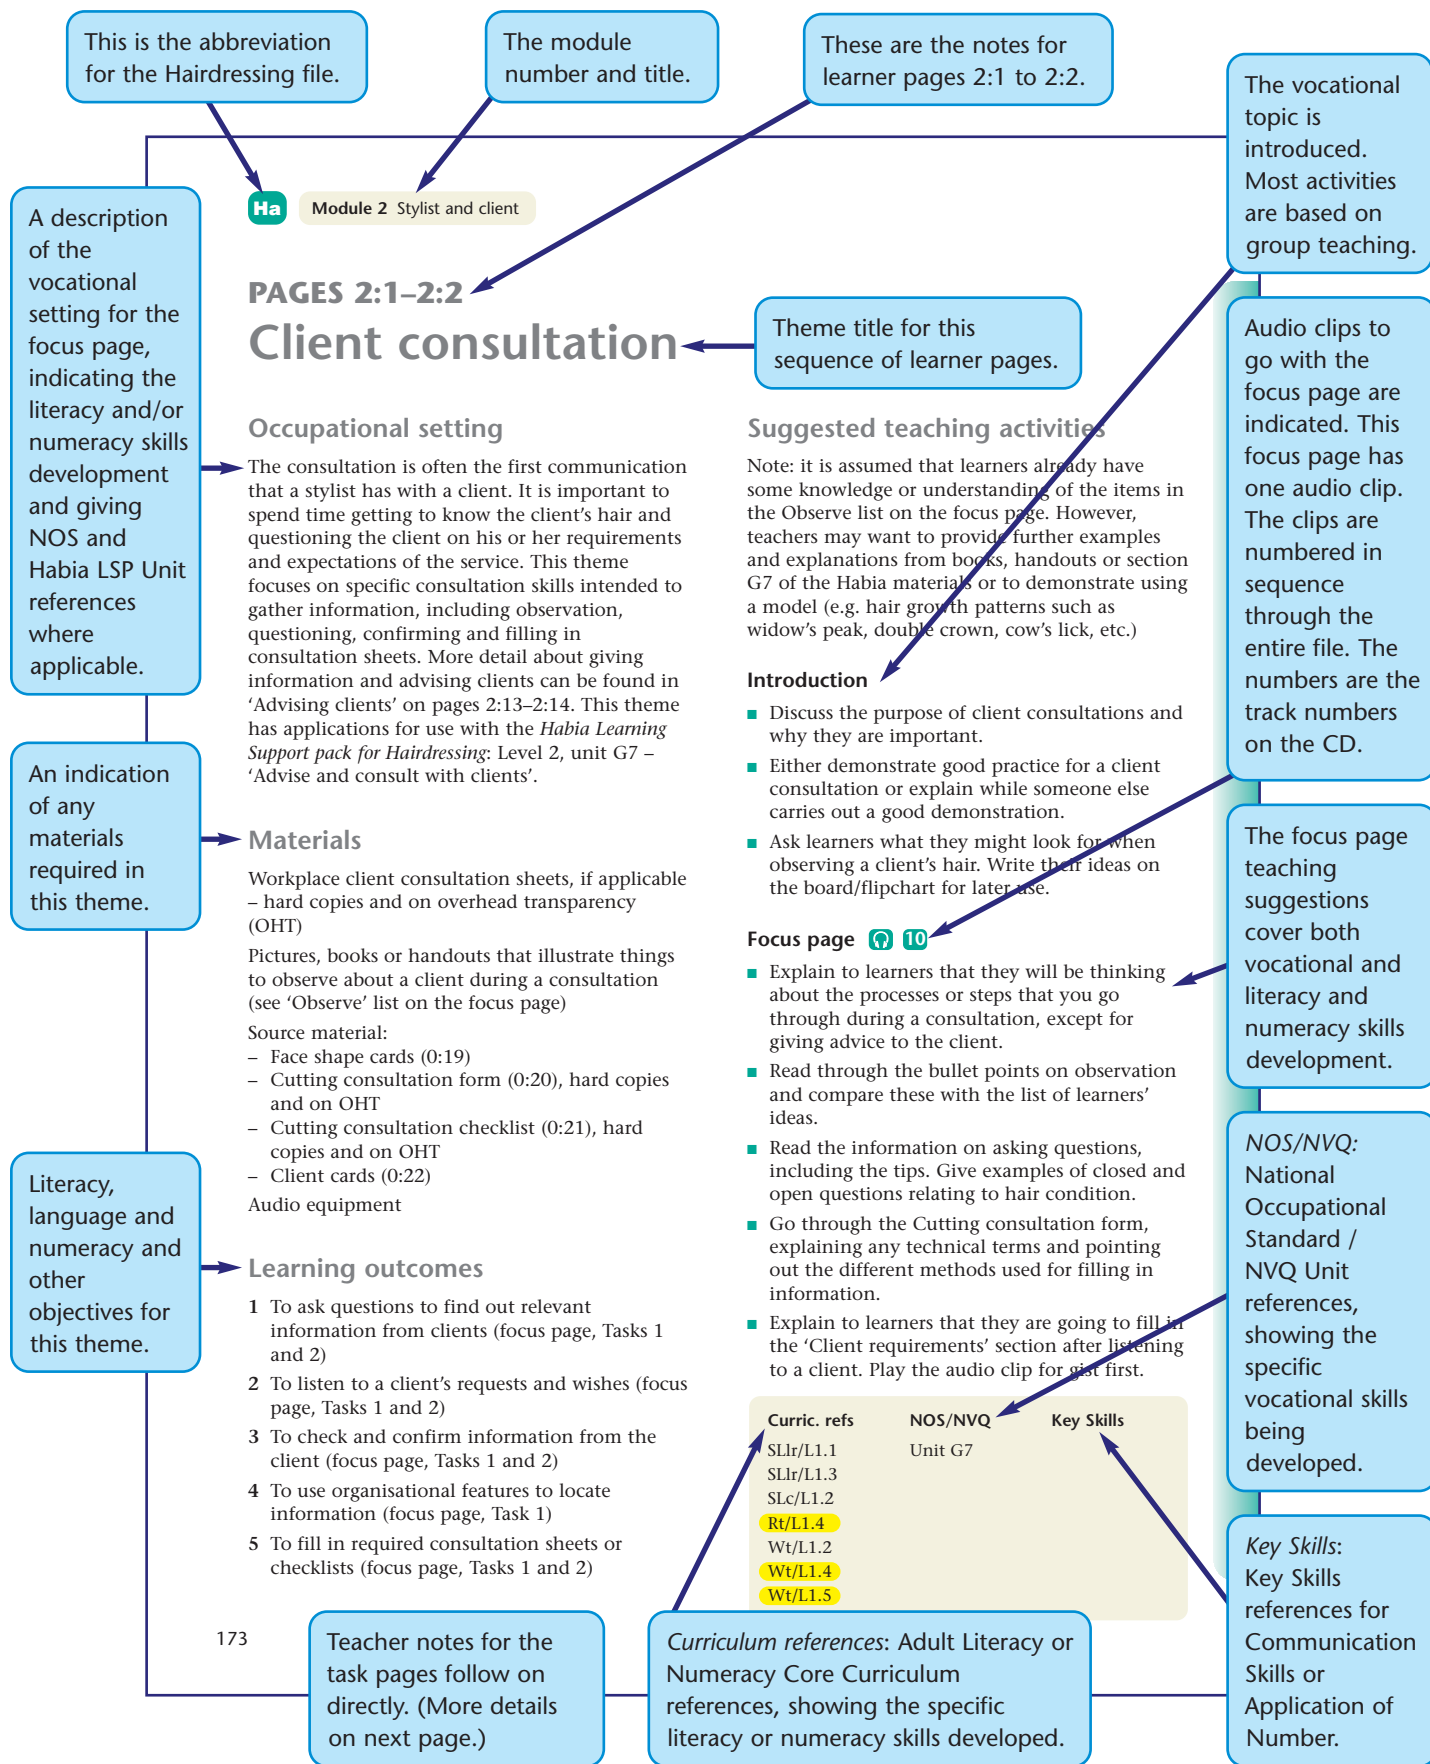 This is the abbreviation
for the Hairdressing file.
The module
number and title.
These are the notes for
learner pages 2:1 to 2:2.
The vocational
topic is
introduced.
Most activities
are based on
group teaching.
Ha
Module 2 Stylist and client
A description
of the
vocational
setting for the
focus page,
indicating the
literacy and/or
numeracy skills
development
and giving
NOS and
Habia LSP Unit
references
where
applicable.
PAGES 2:1–2:2
Client consultation
Theme title for this
sequence of learner pages.
Audio clips to
go with the
focus page are
indicated. This
focus page has
one audio clip.
The clips are
numbered in
sequence
through the
entire file. The
numbers are the
track numbers
on the CD.
Occupational setting
The consultation is often the first communication
that a stylist has with a client. It is important to
spend time getting to know the client's hair and
questioning the client on his or her requirements
and expectations of the service. This theme
focuses on specific consultation skills intended to
gather information, including observation,
questioning, confirming and filling in
consultation sheets. More detail about giving
information and advising clients can be found in
'Advising clients' on pages 2:13–2:14. This theme
has applications for use with the Habia Learning
Support pack for Hairdressing: Level 2, unit G7 –
'Advise and consult with clients'.
An indication
of any
materials
required in
this theme.
Materials
Workplace client consultation sheets, if applicable
– hard copies and on overhead transparency
(OHT)
Pictures, books or handouts that illustrate things
to observe about a client during a consultation
(see 'Observe' list on the focus page)
Source material:
– Face shape cards (0:19)
– Cutting consultation form (0:20), hard copies
and on OHT
– Cutting consultation checklist (0:21), hard
copies and on OHT
– Client cards (0:22)
Audio equipment
Literacy,
language and
numeracy and
other
objectives for
this theme.
Learning outcomes
1 To ask questions to find out relevant
information from clients (focus page, Tasks 1
and 2)
2 To listen to a client's requests and wishes (focus
page, Tasks 1 and 2)
3 To check and confirm information from the
client (focus page, Tasks 1 and 2)
4 To use organisational features to locate
information (focus page, Task 1)
5 To fill in required consultation sheets or
checklists (focus page, Tasks 1 and 2)
Suggested teaching activities
Note: it is assumed that learners already have
some knowledge or understanding of the items in
the Observe list on the focus page. However,
teachers may want to provide further examples
and explanations from books, handouts or section
G7 of the Habia materials or to demonstrate using
a model (e.g. hair growth patterns such as
widow's peak, double crown, cow's lick, etc.)
Introduction
■ Discuss the purpose of client consultations and
why they are important.
■ Either demonstrate good practice for a client
consultation or explain while someone else
carries out a good demonstration.
■ Ask learners what they might look for when
observing a client's hair. Write their ideas on
the board/flipchart for later use.
Focus page 10
■ Explain to learners that they will be thinking
about the processes or steps that you go
through during a consultation, except for
giving advice to the client.
■ Read through the bullet points on observation
and compare these with the list of learners'
ideas.
■ Read the information on asking questions,
including the tips. Give examples of closed and
open questions relating to hair condition.
■ Go through the Cutting consultation form,
explaining any technical terms and pointing
out the different methods used for filling in
information.
■ Explain to learners that they are going to fill in
the 'Client requirements' section after listening
to a client. Play the audio clip for gist first.
The focus page
teaching
suggestions
cover both
vocational and
literacy and
numeracy skills
development.
NOS/NVQ:
National
Occupational
Standard /
NVQ Unit
references,
showing the
specific
vocational skills
being
developed.
Curric. refs NOS/NVQ Key Skills
SLlr/L1.1 Unit G7
SLlr/L1.3
SLc/L1.2
Rt/L1.4
Wt/L1.2
Wt/L1.4
Wt/L1.5
Key Skills:
Key Skills
references for
Communication
Skills or
Application of
Number.
173
Teacher notes for the
task pages follow on
directly. (More details
on next page.)
Curriculum references: Adult Literacy or
Numeracy Core Curriculum
references, showing the specific
literacy or numeracy skills developed.